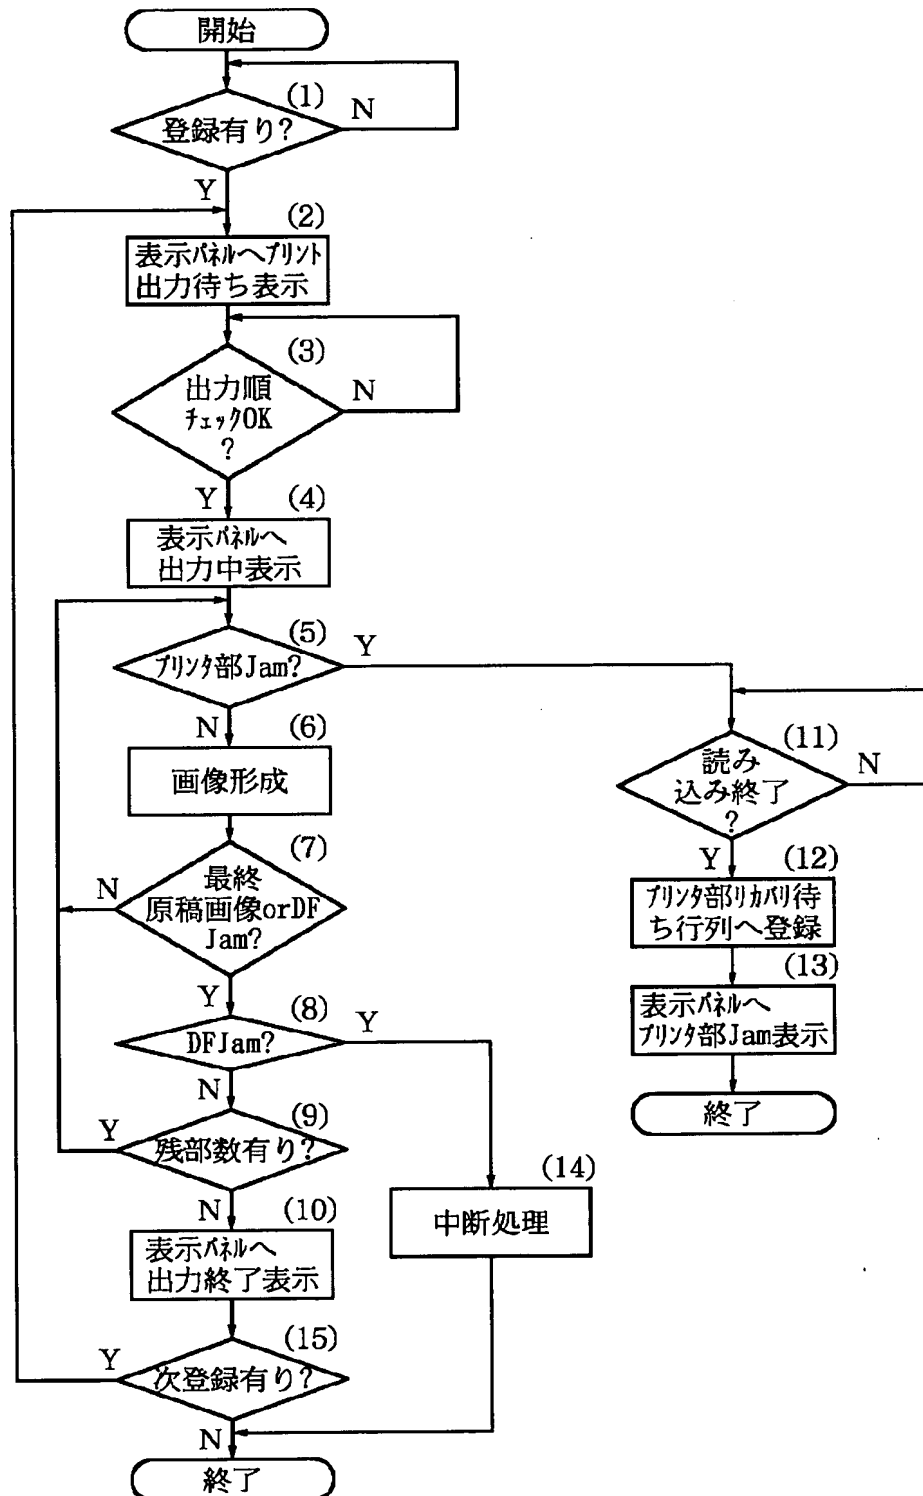 開始
(1)
登録有り?
N
Y
(2)
表示パネルへプリント
出力待ち表示
(3)
出力順
チェックOK
?
N
Y
(4)
表示パネルへ
出力中表示
(5)
プリンタ部Jam?
Y
N
(6)
画像形成
(7)
最終
原稿画像orDF
Jam?
N
Y
(8)
DFJam?
Y
N
(9)
残部数有り?
Y
N
(10)
表示パネルへ
出力終了表示
(15)
次登録有り?
Y
N
終了
(11)
読み
込み終了
?
N
Y
(12)
プリンタ部リカバリ待
ち行列へ登録
(13)
表示パネルへ
プリンタ部Jam表示
終了
(14)
中断処理